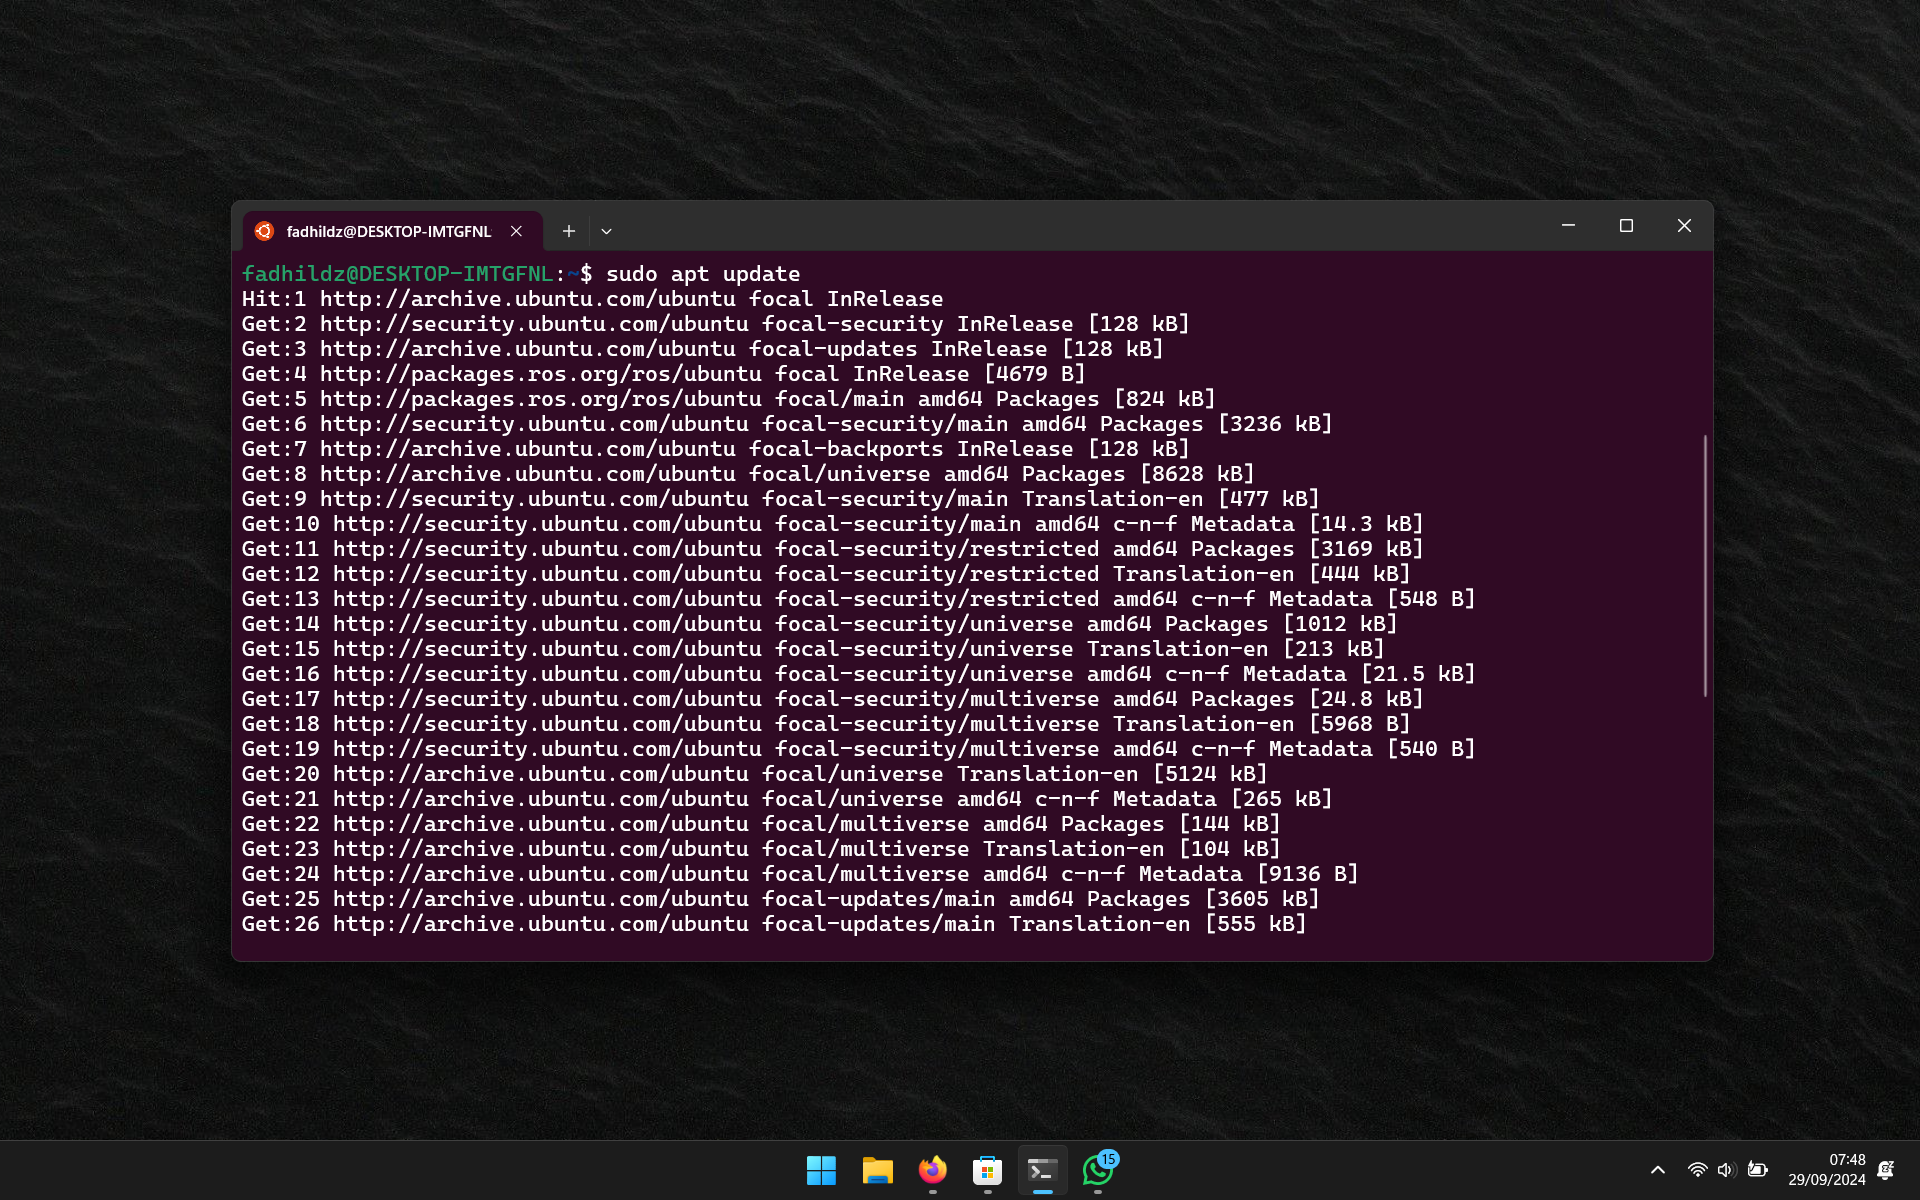 fadhildz@DESKTOP-IMTGFNL
fadhildz@DESKTOP-IMTGFNL:~$ sudo apt update
Hit:1 http://archive.ubuntu.com/ubuntu focal InRelease
Get:2 http://security.ubuntu.com/ubuntu focal-security InRelease [128 kB]
Get:3 http://archive.ubuntu.com/ubuntu focal-updates InRelease [128 kB]
Get:4 http://packages.ros.org/ros/ubuntu focal InRelease [4679 B]
Get:5 http://packages.ros.org/ros/ubuntu focal/main amd64 Packages [824 kB]
Get:6 http://security.ubuntu.com/ubuntu focal-security/main amd64 Packages [3236 kB]
Get:7 http://archive.ubuntu.com/ubuntu focal-backports InRelease [128 kB]
Get:8 http://archive.ubuntu.com/ubuntu focal/universe amd64 Packages [8628 kB]
Get:9 http://security.ubuntu.com/ubuntu focal-security/main Translation-en [477 kB]
Get:10 http://security.ubuntu.com/ubuntu focal-security/main amd64 c-n-f Metadata [14.3 kB]
Get:11 http://security.ubuntu.com/ubuntu focal-security/restricted amd64 Packages [3169 kB]
Get:12 http://security.ubuntu.com/ubuntu focal-security/restricted Translation-en [444 kB]
Get:13 http://security.ubuntu.com/ubuntu focal-security/restricted amd64 c-n-f Metadata [548 B]
Get:14 http://security.ubuntu.com/ubuntu focal-security/universe amd64 Packages [1012 kB]
Get:15 http://security.ubuntu.com/ubuntu focal-security/universe Translation-en [213 kB]
Get:16 http://security.ubuntu.com/ubuntu focal-security/universe amd64 c-n-f Metadata [21.5 kB]
Get:17 http://security.ubuntu.com/ubuntu focal-security/multiverse amd64 Packages [24.8 kB]
Get:18 http://security.ubuntu.com/ubuntu focal-security/multiverse Translation-en [5968 B]
Get:19 http://security.ubuntu.com/ubuntu focal-security/multiverse amd64 c-n-f Metadata [540 B]
Get:20 http://archive.ubuntu.com/ubuntu focal/universe Translation-en [5124 kB]
Get:21 http://archive.ubuntu.com/ubuntu focal/universe amd64 c-n-f Metadata [265 kB]
Get:22 http://archive.ubuntu.com/ubuntu focal/multiverse amd64 Packages [144 kB]
Get:23 http://archive.ubuntu.com/ubuntu focal/multiverse Translation-en [104 kB]
Get:24 http://archive.ubuntu.com/ubuntu focal/multiverse amd64 c-n-f Metadata [9136 B]
Get:25 http://archive.ubuntu.com/ubuntu focal-updates/main amd64 Packages [3605 kB]
Get:26 http://archive.ubuntu.com/ubuntu focal-updates/main Translation-en [555 kB]
15
07:48
29/09/2024